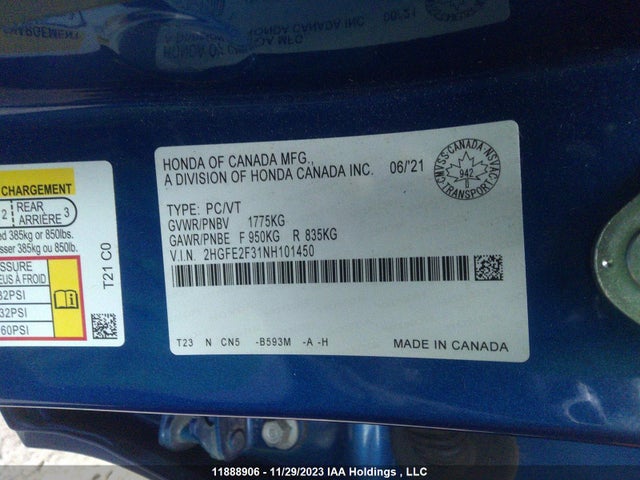 CHARGEMENT
2 REAR
ARRIÈRE 3
ed 385kg or 850lbs.
sser 385kg ou 850lb.
SSURE
EUS À FROID
32PSI
32PSI
60PSI
T21 C0
HONDA OF CANADA MFG.,
A DIVISION OF HONDA CANADA INC. 06/'21
CMVSS-CANADA-NSVAC
942
TRANSPORT
TYPE: PC/VT
GVWR/PNBV 1775KG
GAWR/PNBE F 950KG R 835KG
V.I.N. 2HGFE2F31NH101450
T23 N CN5 -B593M -A -H
MADE IN CANADA
11888906 - 11/29/2023 IAA Holdings , LLC